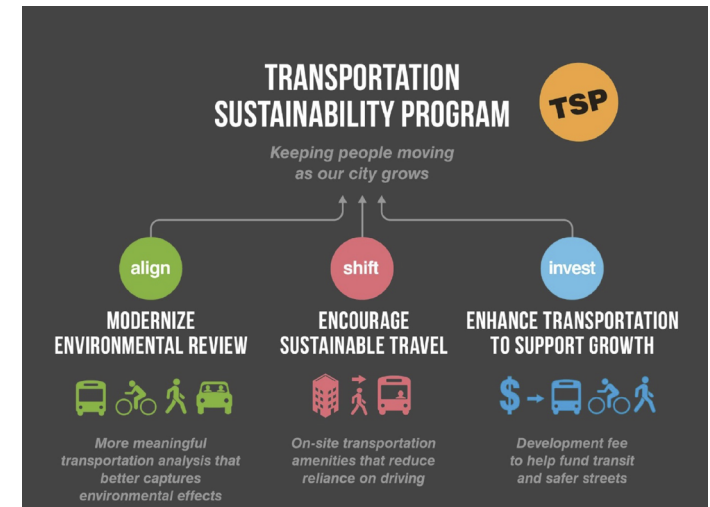 TRANSPORTATION
SUSTAINABILITY PROGRAM
TSP
Keeping people moving
as our city grows
align
MODERNIZE
ENVIRONMENTAL REVIEW
More meaningful
transportation analysis that
better captures
environmental effects
shift
ENCOURAGE
SUSTAINABLE TRAVEL
On-site transportation
amenities that reduce
reliance on driving
invest
ENHANCE TRANSPORTATION
TO SUPPORT GROWTH
$
Development fee
to help fund transit
and safer streets